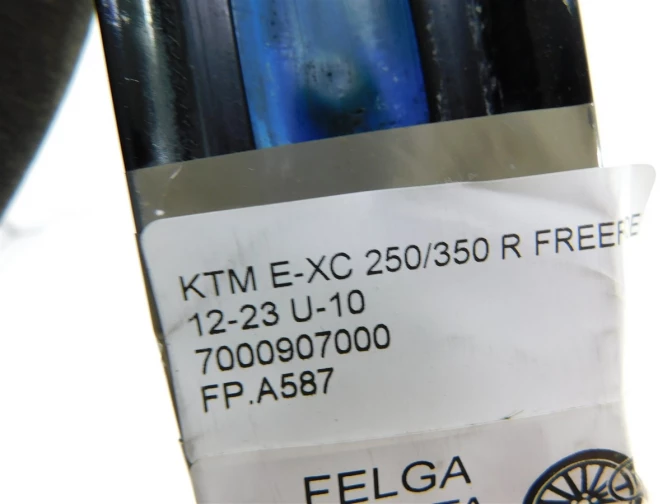 KTM E-XC 250/350 R
12-23 U-10
7000907000
FP.A587
FELGA